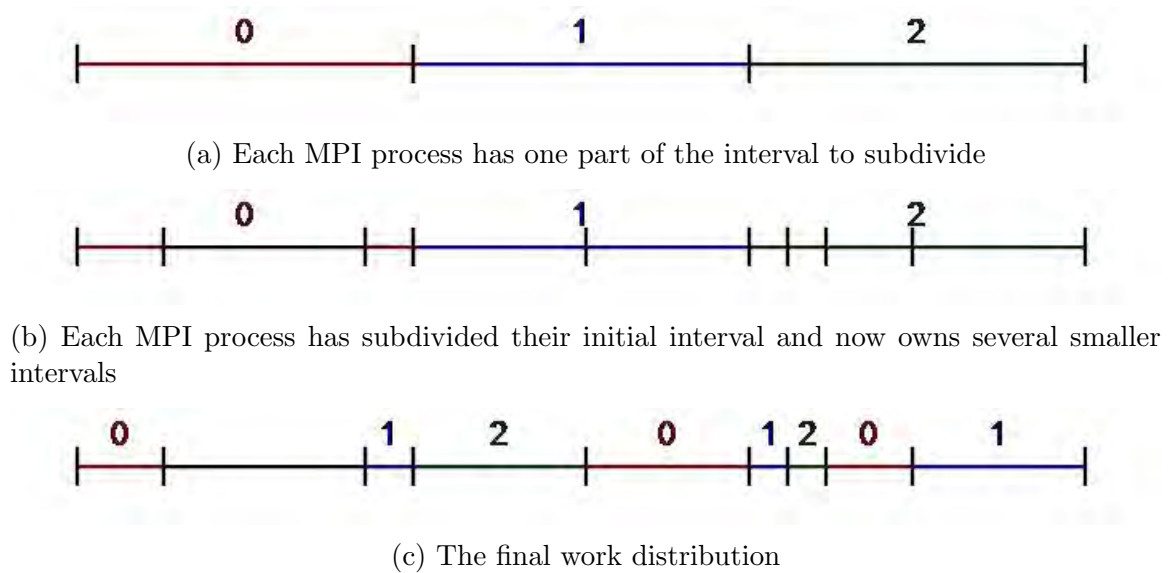 0 1 2
(a) Each MPI process has one part of the interval to subdivide
0 1 2
(b) Each MPI process has subdivided their initial interval and now owns several smaller
intervals
0 1 2 0 1 2 0 1
(c) The final work distribution